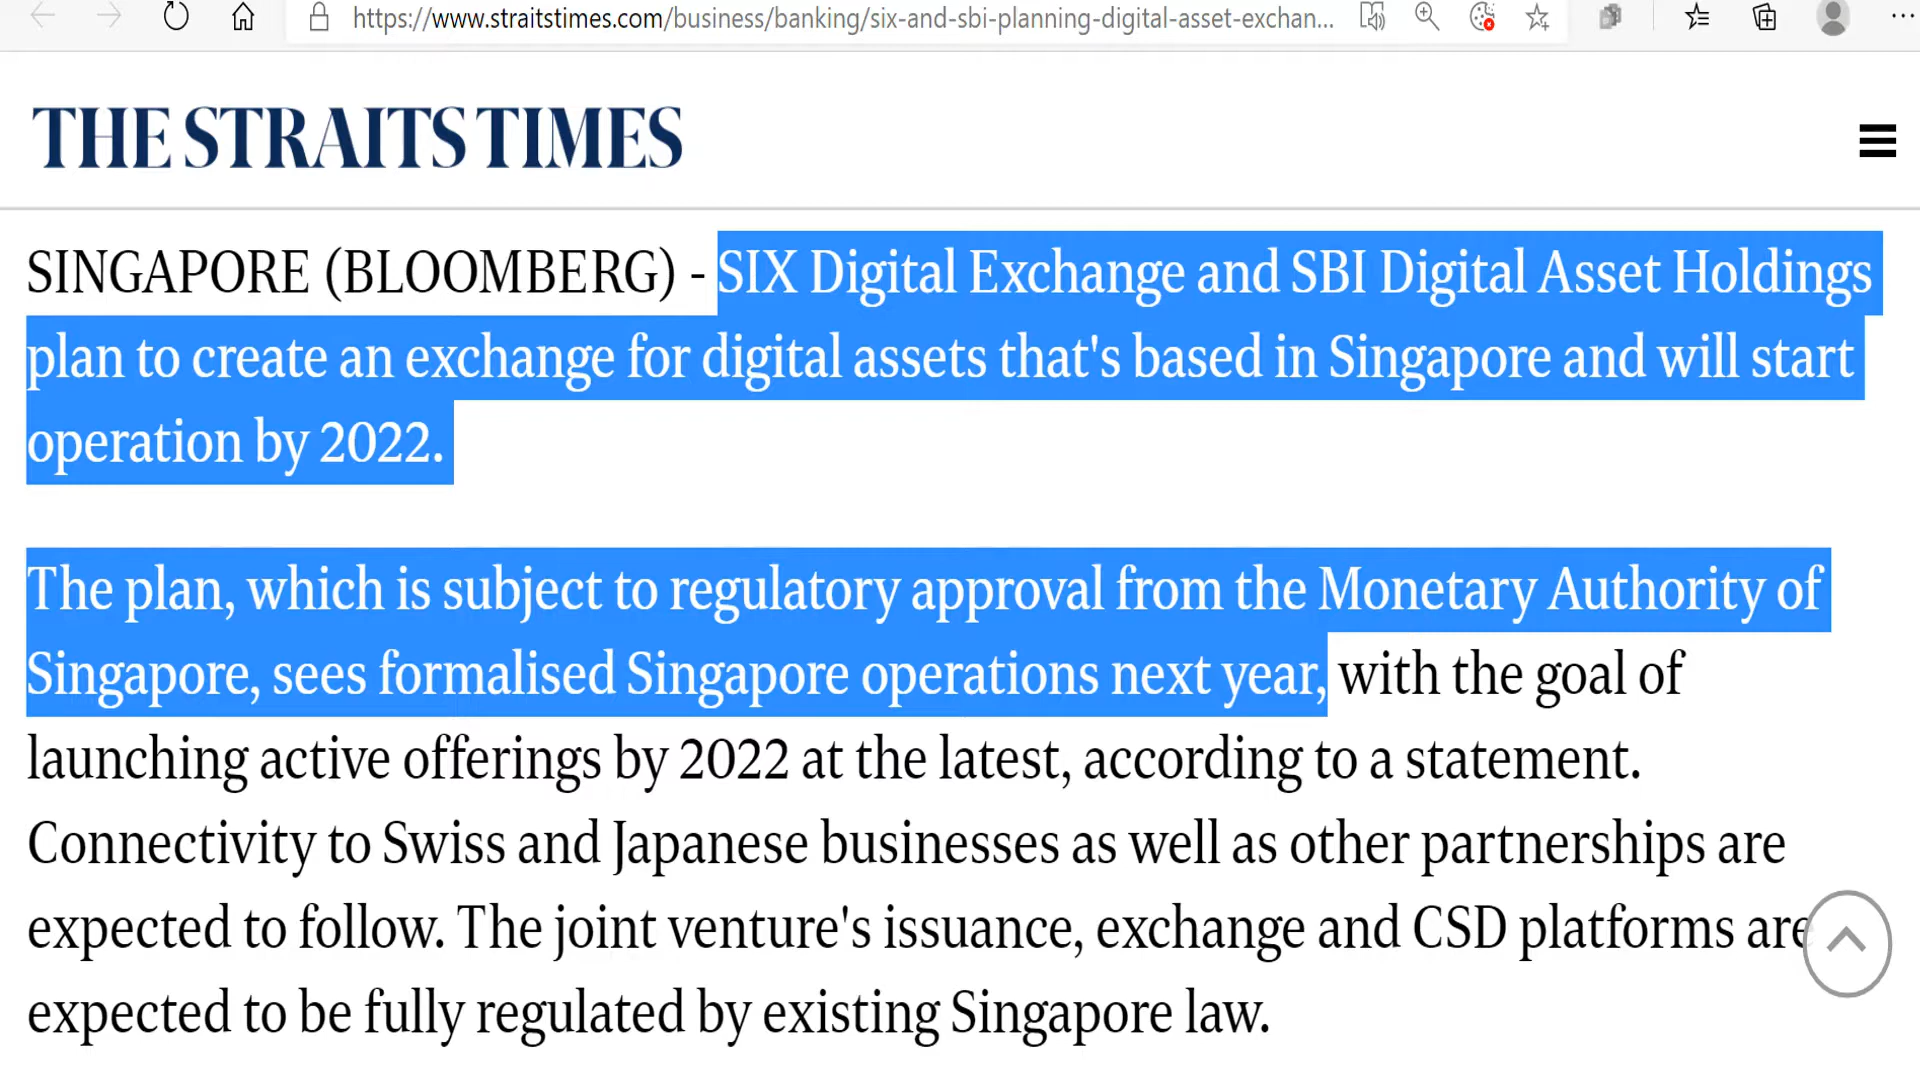 https://www.straitstimes.com/business/banking/six-and-sbi-planning-digital-asset-exchan...
THE STRAITS TIMES
SINGAPORE (BLOOMBERG) - SIX Digital Exchange and SBI Digital Asset Holdings
plan to create an exchange for digital assets that's based in Singapore and will start
operation by 2022.
The plan, which is subject to regulatory approval from the Monetary Authority of
Singapore, sees formalised Singapore operations next year, with the goal of
launching active offerings by 2022 at the latest, according to a statement.
Connectivity to Swiss and Japanese businesses as well as other partnerships are
expected to follow. The joint venture's issuance, exchange and CSD platforms are
expected to be fully regulated by existing Singapore law.